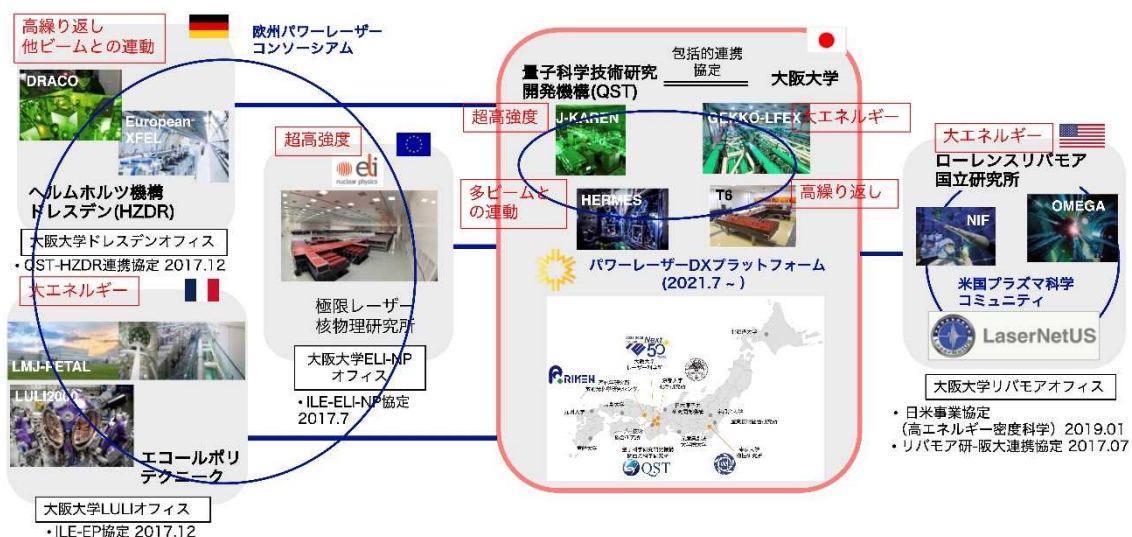 高繰り返し
他ビームとの連動
DRACO
European
XFEL
ヘルムホルツ機構
ドレスデン(HZDR)
大阪大学ドレスデンオフィス
• QST-HZDR連携協定 2017.12
欧州パワーレーザー
コンソーシアム
大エネルギー
LMJ-PETAL
LULI2000
エコールポリ
テクニーク
大阪大学LULIオフィス
• ILE-EP協定 2017.12
超高強度
eli
nuclear physics
極限レーザー
核物理研究所
大阪大学ELI-NP
オフィス
• ILE-ELI-NP協定
2017.7
量子科学技術研究
開発機構(QST)
包括的連携
協定
大阪大学
超高強度
J-KAREN
GEKKO-LFEX
大エネルギー
多ビームと
の連動
HERMES
T6
高繰り返し
パワーレーザーDXプラットフォーム
(2021.7 ~ )
Next
50
RIKEN
QST
大エネルギー
ローレンスリバモア
国立研究所
NIF
OMEGA
米国プラズマ科学
コミュニティ
LaserNetUS
LaserNetUS
大阪大学リバモアオフィス
• 日米事業協定
(高エネルギー密度科学) 2019.01
• リバモア研-阪大連携協定 2017.07